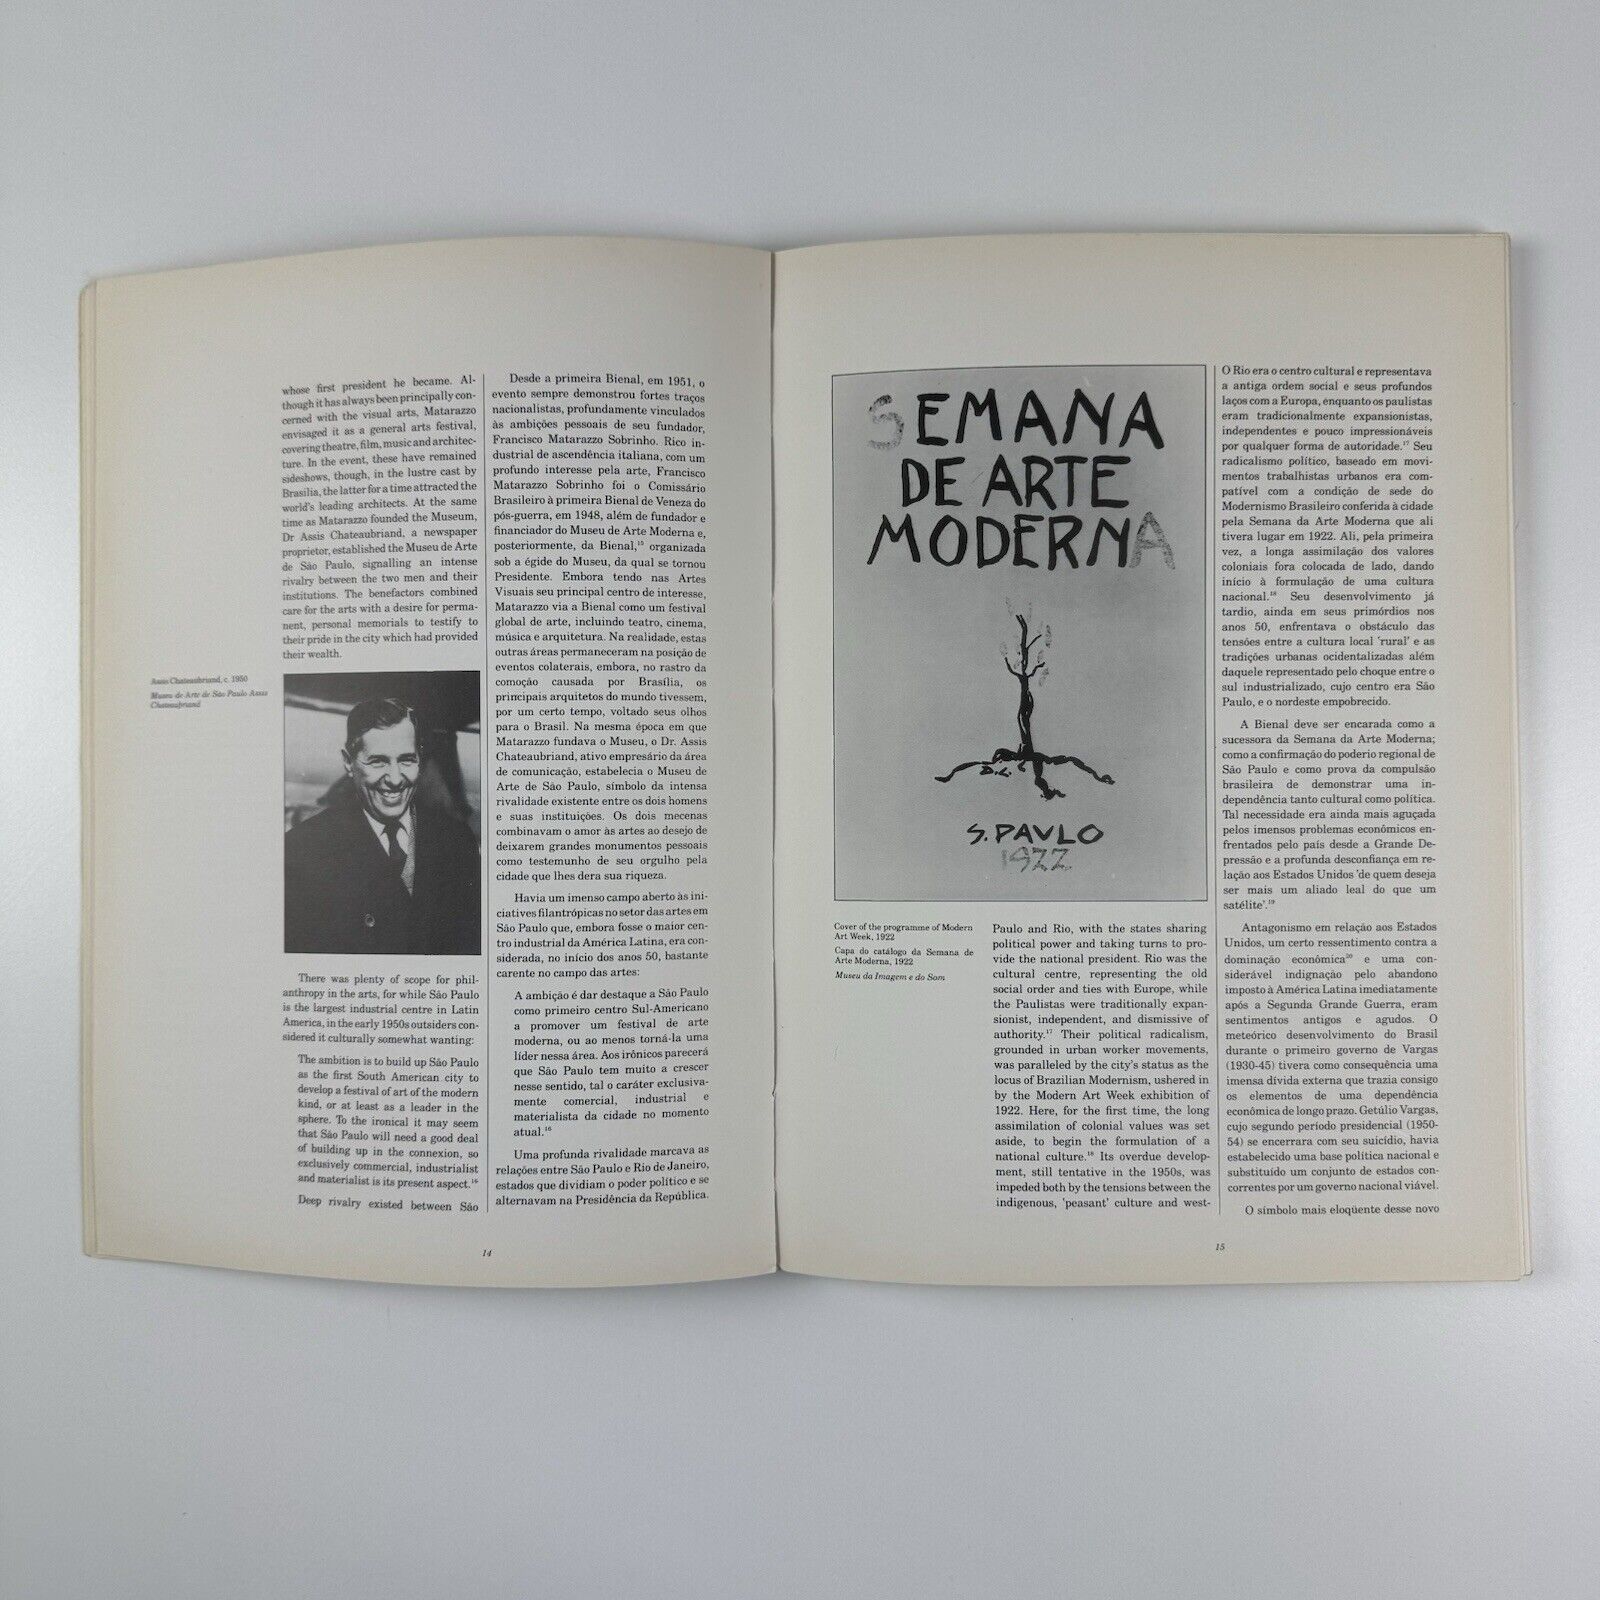 whose first president he became. Al-
though it has always been principally con-
cerned with the visual arts, Matarazzo
envisaged it as a general arts festival,
covering theatre, film, music and architec-
ture. In the event, these have remained
sideshows, though, in the lustre cast by
Brasilia, the latter for a time attracted the
world's leading architects. At the same
time as Matarazzo founded the Museum,
Dr Assis Chateaubriand, a newspaper
proprietor, established the Museu de Arte
de São Paulo, signalling an intense
rivalry between the two men and their
institutions. The benefactors combined
care for the arts with a desire for perma-
nent, personal memorials to testify to
their pride in the city which had provided
their wealth.
Assis Chateaubriand, c. 1950
Museu de Arte de São Paulo Assis
Chateaubriand
There was plenty of scope for phil-
anthropy in the arts, for while São Paulo
is the largest industrial centre in Latin
America, in the early 1950s outsiders con-
sidered it culturally somewhat wanting:
The ambition is to build up São Paulo
as the first South American city to
develop a festival of art of the modern
kind, or at least as a leader in the
sphere. To the ironical it may seem
that São Paulo will need a good deal
of building up in the connexion, so
exclusively commercial, industrialist
and materialist is its present aspect.¹⁶
Deep rivalry existed between São
Desde a primeira Bienal, em 1951, o
evento sempre demonstrou fortes traços
nacionalistas, profundamente vinculados
às ambições pessoais de seu fundador,
Francisco Matarazzo Sobrinho. Rico in-
dustrial de ascendência italiana, com um
profundo interesse pela arte, Francisco
Matarazzo Sobrinho foi o Comissário
Brasileiro à primeira Bienal de Veneza do
pós-guerra, em 1948, além de fundador e
financiador do Museu de Arte Moderna e,
posteriormente, da Bienal,¹⁵ organizada
sob a égide do Museu, da qual se tornou
Presidente. Embora tendo nas Artes
Visuais seu principal centro de interesse,
Matarazzo via a Bienal como um festival
global de arte, incluindo teatro, cinema,
música e arquitetura. Na realidade, estas
outras áreas permaneceram na posição de
eventos colaterais, embora, no rastro da
comoção causada por Brasília, os
principais arquitetos do mundo tivessem,
por um certo tempo, voltado seus olhos
para o Brasil. Na mesma época em que
Matarazzo fundava o Museu, o Dr. Assis
Chateaubriand, ativo empresário da área
de comunicação, estabelecia o Museu de
Arte de São Paulo, símbolo da intensa
rivalidade existente entre os dois homens
e suas instituições. Os dois mecenas
combinavam o amor às artes ao desejo de
deixarem grandes monumentos pessoais
como testemunho de seu orgulho pela
cidade que lhes dera sua riqueza.
Havia um imenso campo aberto às ini-
ciatives filantrópicas no setor das artes em
São Paulo que, embora fosse o maior cen-
tro industrial da América Latina, era con-
siderada, no início dos anos 50, bastante
carente no campo das artes:
A ambição é dar destaque a São Paulo
como primeiro centro Sul-Americano
a promover um festival de arte
moderna, ou ao menos torná-la uma
líder nessa área. Aos irônicos parecerá
que São Paulo tem muito a crescer
nesse sentido, tal o caráter exclusiva-
mente comercial, industrial e
materialista da cidade no momento
atual.¹⁶
Uma profunda rivalidade marcava as
relações entre São Paulo e Rio de Janeiro,
estados que dividiam o poder político e se
alternavam na Presidência da República.
14
SEMANA
DE ARTE
MODERNA
D.C.
S. PAVLO
1922
Cover of the programme of Modern
Art Week, 1922
Capa do catálogo da Semana de
Arte Moderna, 1922
Museu da Imagem e do Som
Paulo and Rio, with the states sharing
political power and taking turns to pro-
vide the national president. Rio was the
cultural centre, representing the old
social order and ties with Europe, while
the Paulistas were traditionally expan-
sionist, independent, and dismissive of
authority.¹⁷ Their political radicalism,
grounded in urban worker movements,
was paralleled by the city's status as the
locus of Brazilian Modernism, ushered in
by the Modern Art Week exhibition of
1922. Here, for the first time, the long
assimilation of colonial values was set
aside, to begin the formulation of a
national culture.¹⁸ Its overdue develop-
ment, still tentative in the 1950s, was
impeded both by the tensions between the
indigenous, 'peasant' culture and west-
O Rio era o centro cultural e representava
a antiga ordem social e seus profundos
laços com a Europa, enquanto os paulistas
eram tradicionalmente expansionistas,
independentes e pouco impressionáveis
por qualquer forma de autoridade.¹⁷ Seu
radicalismo político, baseado em movi-
mentos trabalhistas urbanos era com-
patível com a condição de sede do
Modernismo Brasileiro conferida à cidade
pela Semana da Arte Moderna que ali
tivera lugar em 1922. Ali, pela primeira
vez, a longa assimilação dos valores
coloniais fora colocada de lado, dando
início à formulação de uma cultura
nacional.¹⁸ Seu desenvolvimento já
tardio, ainda em seus primórdios nos
anos 50, enfrentava o obstáculo das
tensões entre a cultura local 'rural' e as
tradições urbanas ocidentalizadas além
daquele representado pelo choque entre o
sul industrializado, cujo centro era São
Paulo, e o nordeste empobrecido.
A Bienal deve ser encarada como a
sucessora da Semana da Arte Moderna;
como a confirmação do poderio regional de
São Paulo e como prova da compulsão
brasileira de demonstrar uma in-
dependência tanto cultural como política.
Tal necessidade era ainda mais aguçada
pelos imensos problemas econômicos en-
frentados pelo país desde a Grande De-
pressão e a profunda desconfiança em re-
lação aos Estados Unidos 'de quem deseja
ser mais um aliado leal do que um
satélite'.¹⁹
Antagonismo em relação aos Estados
Unidos, um certo ressentimento contra a
dominação econômica²⁰ e uma con-
siderável indignação pelo abandono
imposto à América Latina imediatamente
após a Segunda Grande Guerra, eram
sentimentos antigos e agudos. O
meteórico desenvolvimento do Brasil
durante o primeiro governo de Vargas
(1930-45) tivera como consequência uma
imensa dívida externa que trazia consigo
os elementos de uma dependência
econômica de longo prazo. Getúlio Vargas,
cujo segundo período presidencial (1950-
54) se encerrara com seu suicídio, havia
estabelecido uma base política nacional e
substituído um conjunto de estados con-
correntes por um governo nacional viável.
O símbolo mais eloqüente desse novo
15